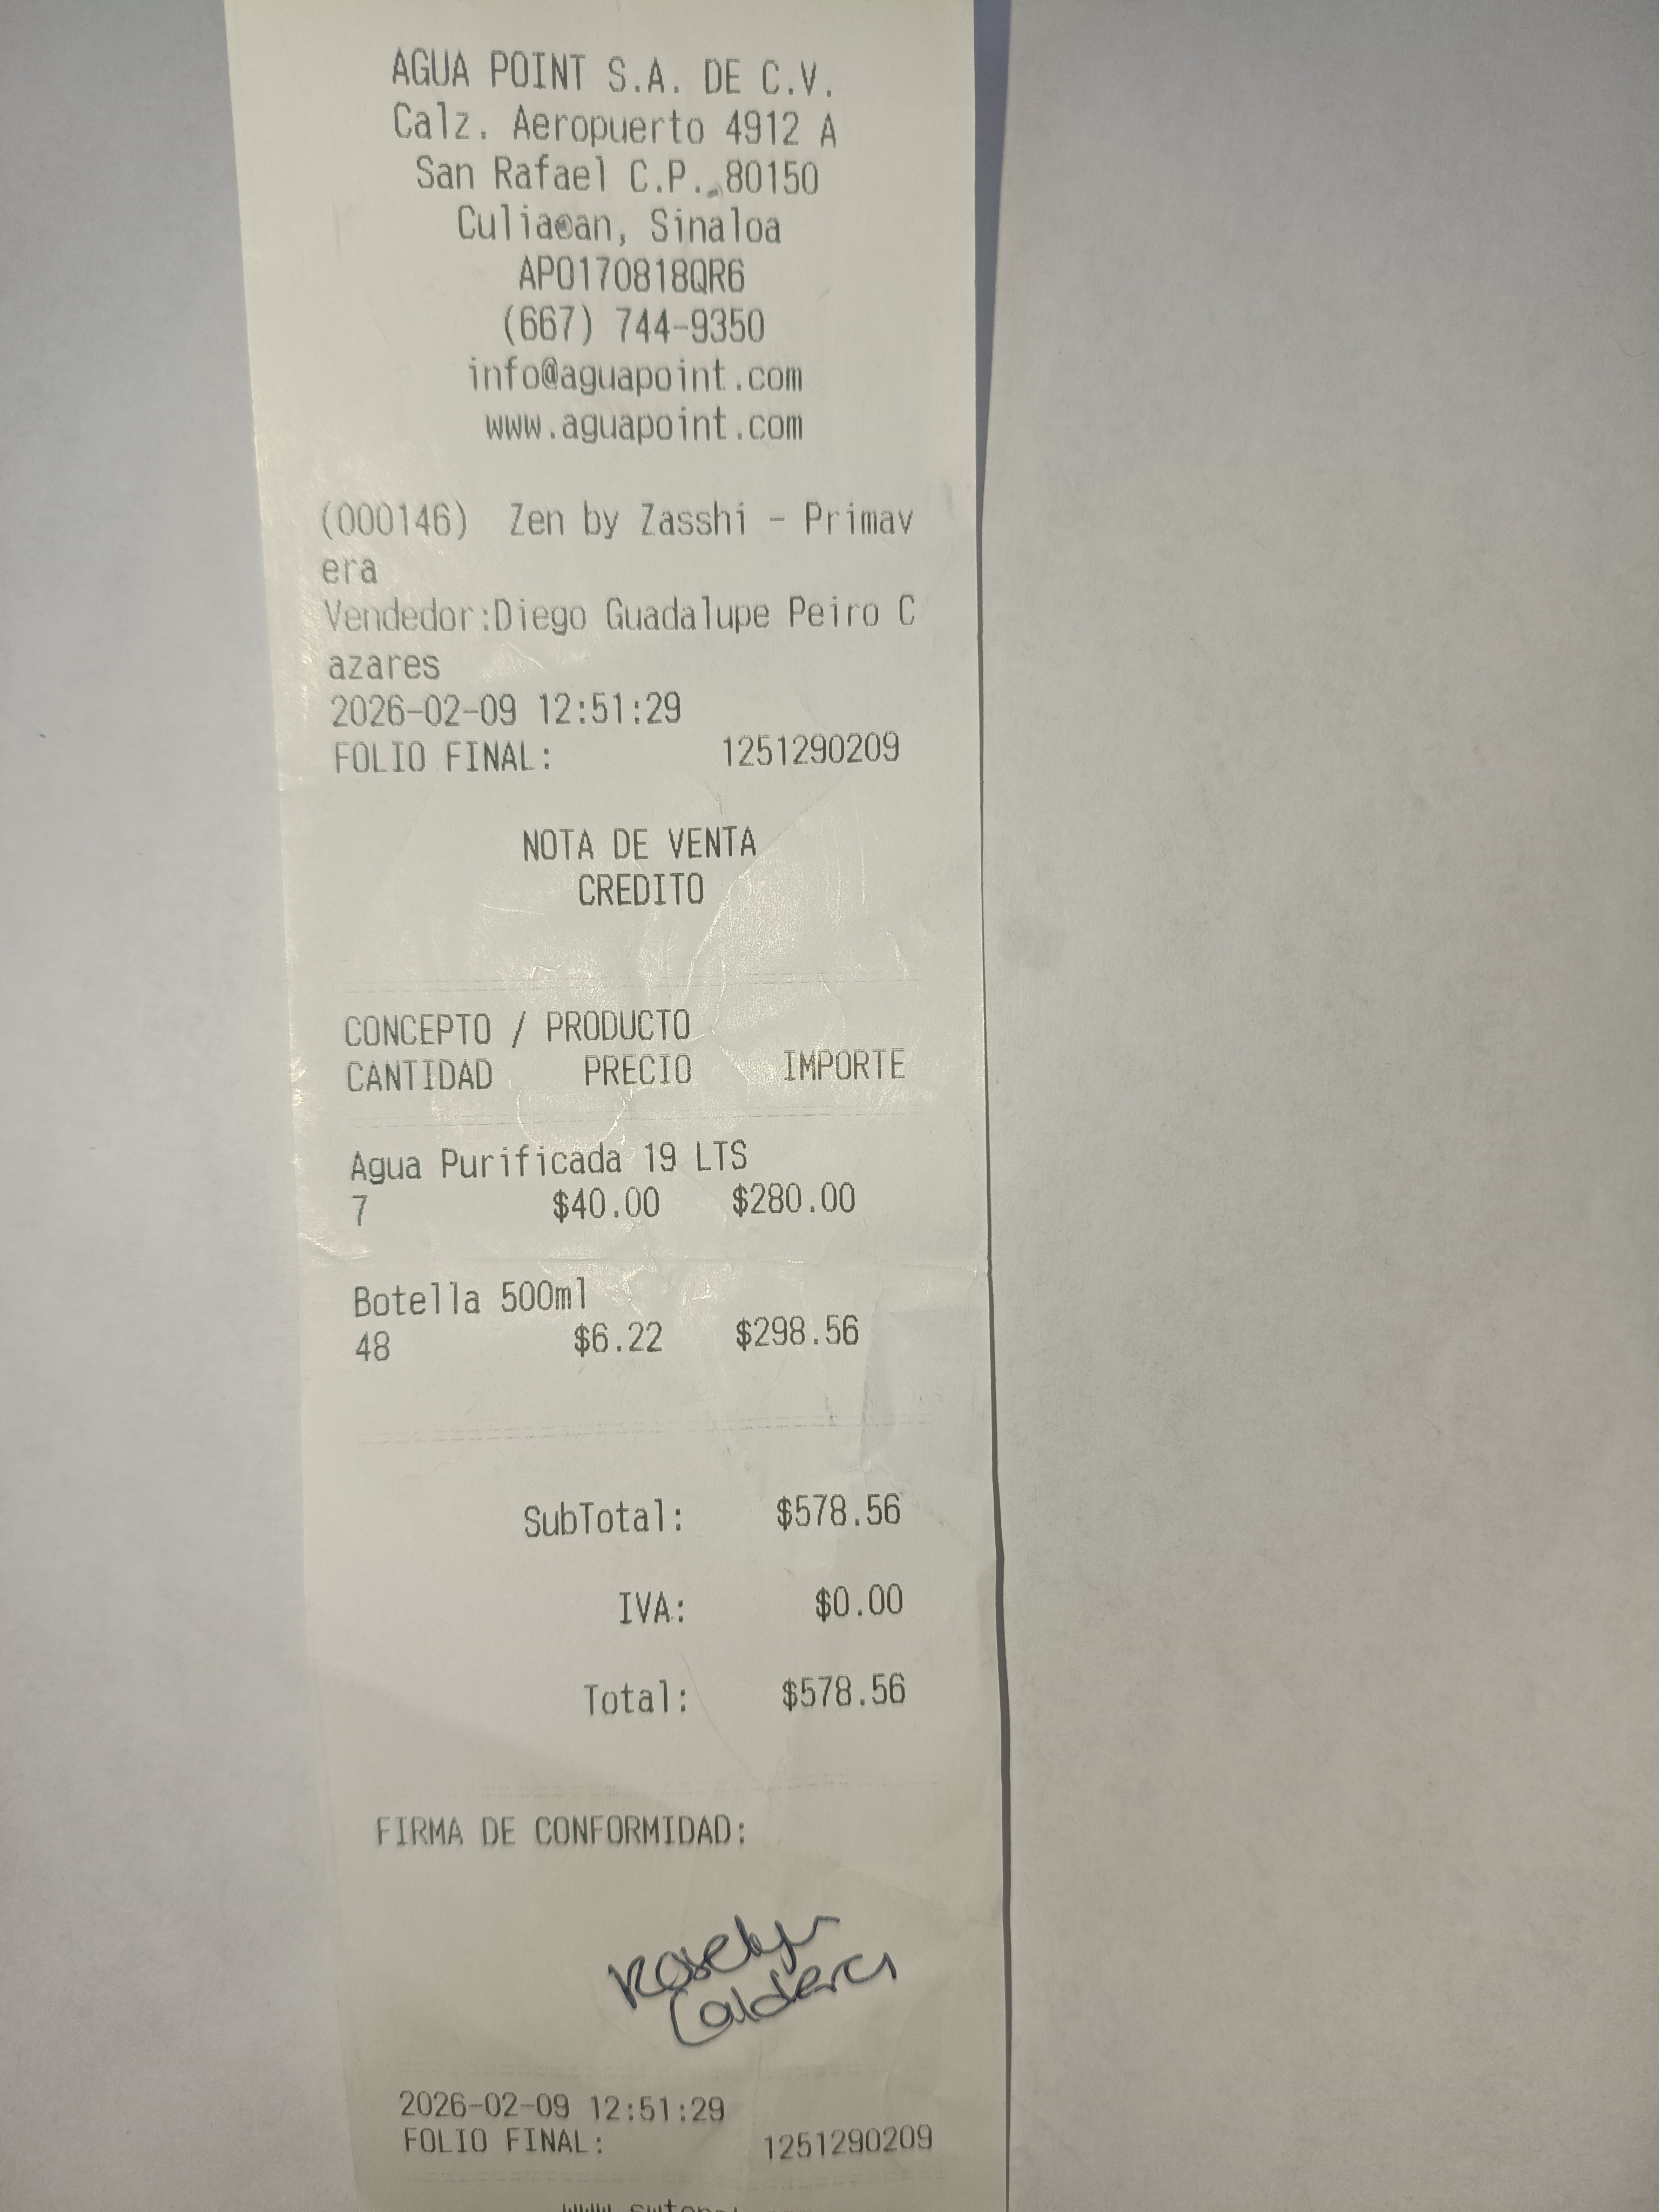 AGUA POINT S.A. DE C.V.
Calz. Aeropuerto 4912 A
San Rafael C.P. 80150
Culiacan, Sinaloa
APO170818QR6
(667) 744-9350
info@aguapoint.com
www.aguapoint.com
(000146) Zen by Zasshi - Primav
era
Vendedor:Diego Guadalupe Peiro C
azares
2026-02-09 12:51:29
FOLIO FINAL: 1251290209
NOTA DE VENTA
CREDITO
CONCEPTO / PRODUCTO
CANTIDAD PRECIO IMPORTE
Agua Purificada 19 LTS
7 $40.00 $280.00
Botella 500ml
48 $6.22 $298.56
SubTotal: $578.56
IVA: $0.00
Total: $578.56
FIRMA DE CONFORMIDAD:
Roselyn
Caldera
2026-02-09 12:51:29
FOLIO FINAL: 1251290209